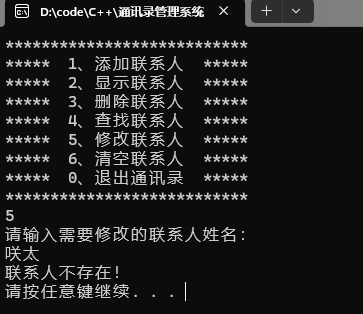 D:\code\C++\通讯录管理系统
**************************
*****  1、添加联系人  *****
*****  2、显示联系人  *****
*****  3、删除联系人  *****
*****  4、查找联系人  *****
*****  5、修改联系人  *****
*****  6、清空联系人  *****
*****  0、退出通讯录  *****
**************************
5
请输入需要修改的联系人姓名：
咲太
联系人不存在！
请按任意键继续. . .